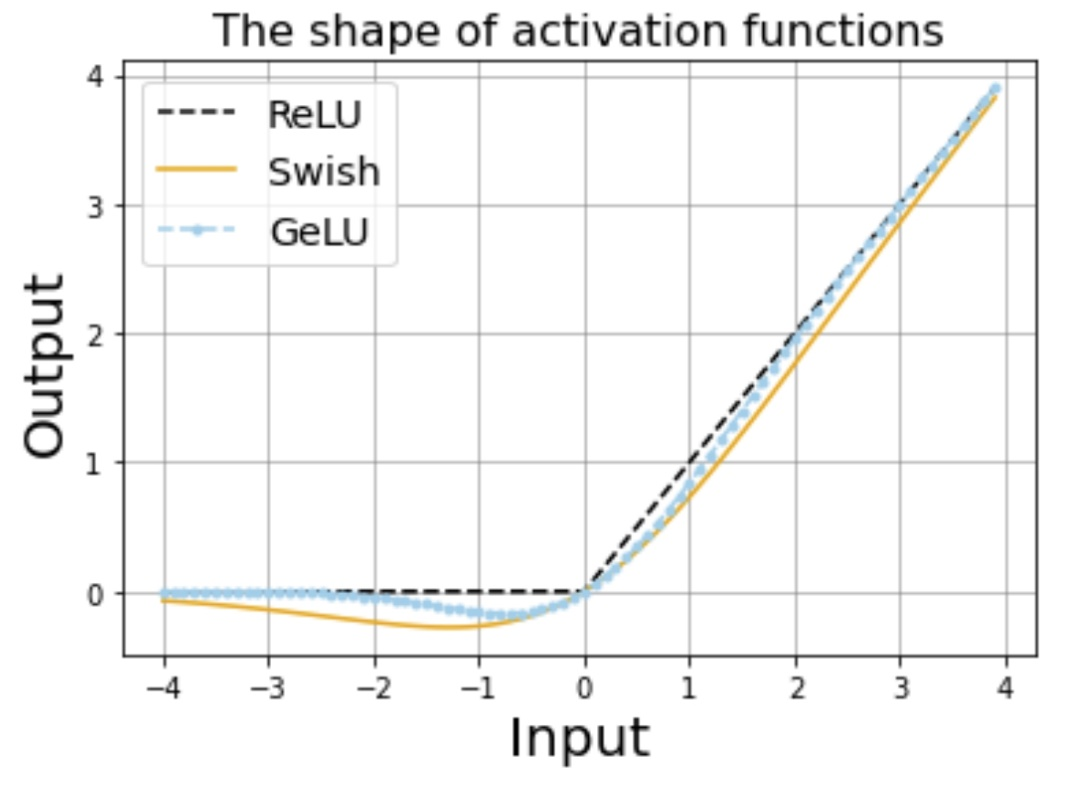 The shape of activation functions
4
ReLU
Swish
3
GeLU
Output
2
1
0
−4 −3 −2 −1 0 1 2 3 4
Input